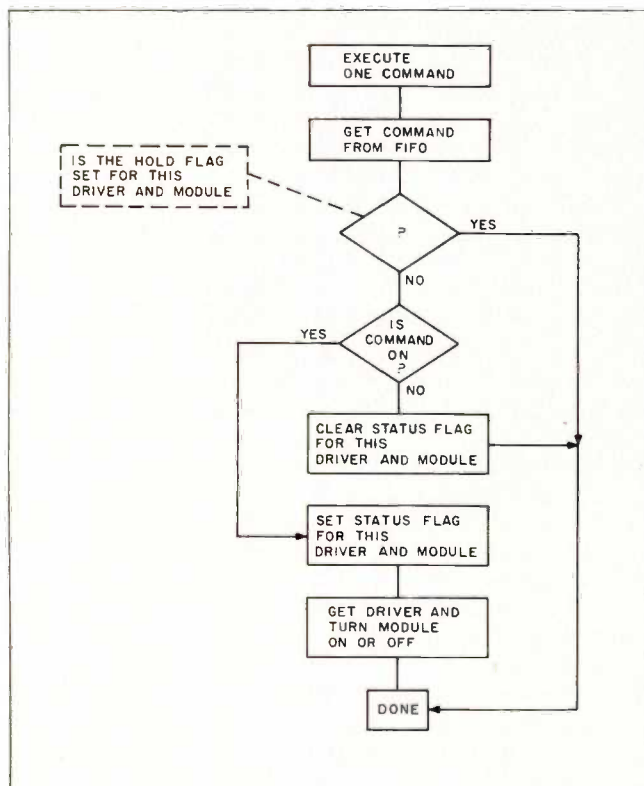 EXECUTE
ONE COMMAND
GET COMMAND
FROM FIFO
IS THE HOLD FLAG
SET FOR THIS
DRIVER AND MODULE
?
YES
NO
IS
COMMAND
ON
?
YES
NO
CLEAR STATUS FLAG
FOR THIS
DRIVER AND MODULE
SET STATUS FLAG
FOR THIS
DRIVER AND MODULE
GET DRIVER AND
TURN MODULE
ON OR OFF
DONE